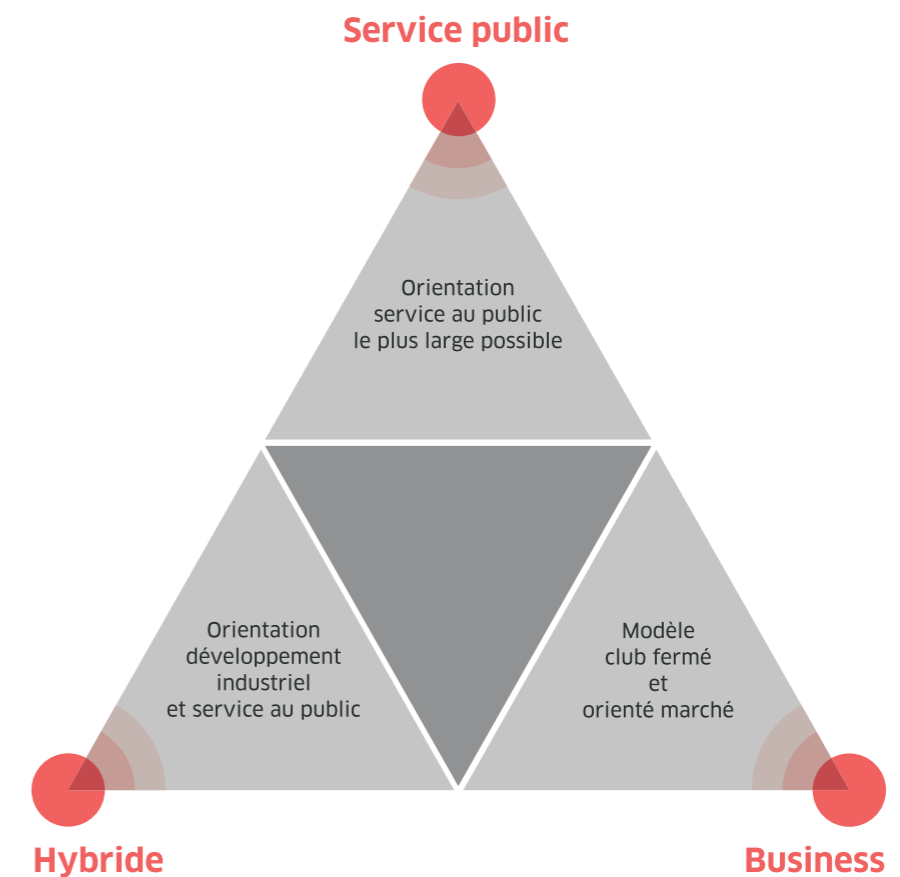 Service public
Orientation
service au public
le plus large possible
Orientation
développement
industriel
et service au public
Modèle
club fermé
et
orienté marché
Hybride
Business